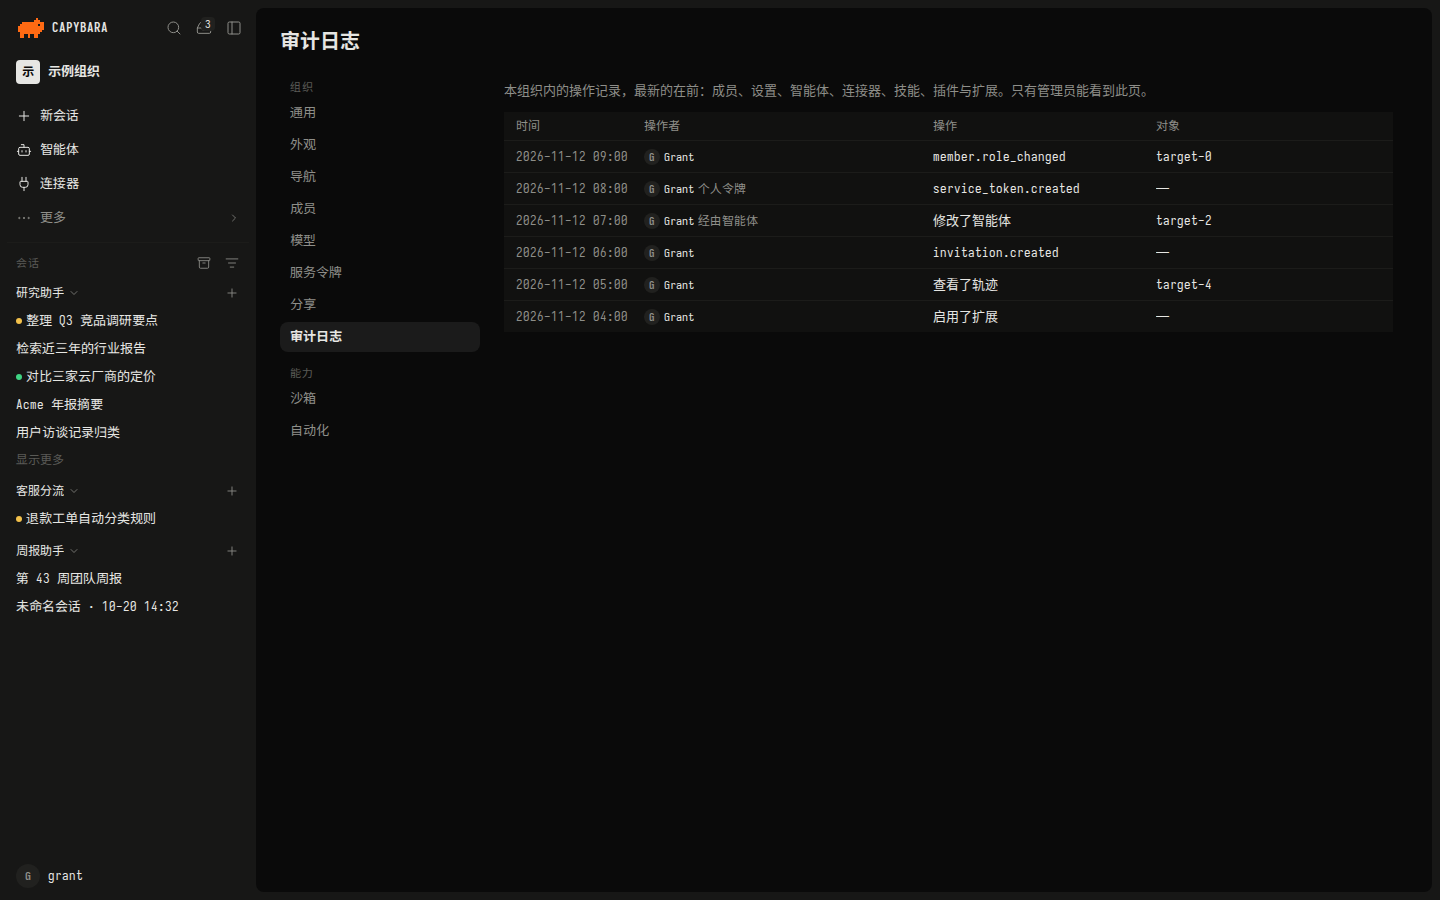 CAPYBARA
3
示 示例组织
新会话
智能体
连接器
更多
会话
研究助手
整理 Q3 竞品调研要点
检索近三年的行业报告
对比三家云厂商的定价
Acme 年报摘要
用户访谈记录归类
显示更多
客服分流
退款工单自动分类规则
周报助手
第 43 周团队周报
未命名会话 · 10-20 14:32
G grant
审计日志
组织
通用
外观
导航
成员
模型
服务令牌
分享
审计日志
能力
沙箱
自动化
本组织内的操作记录，最新的在前：成员、设置、智能体、连接器、技能、插件与扩展。只有管理员能看到此页。
时间 操作者 操作 对象
2026-11-12 09:00 G Grant member.role_changed target-0
2026-11-12 08:00 G Grant 个人令牌 service_token.created —
2026-11-12 07:00 G Grant 经由智能体 修改了智能体 target-2
2026-11-12 06:00 G Grant invitation.created —
2026-11-12 05:00 G Grant 查看了轨迹 target-4
2026-11-12 04:00 G Grant 启用了扩展 —